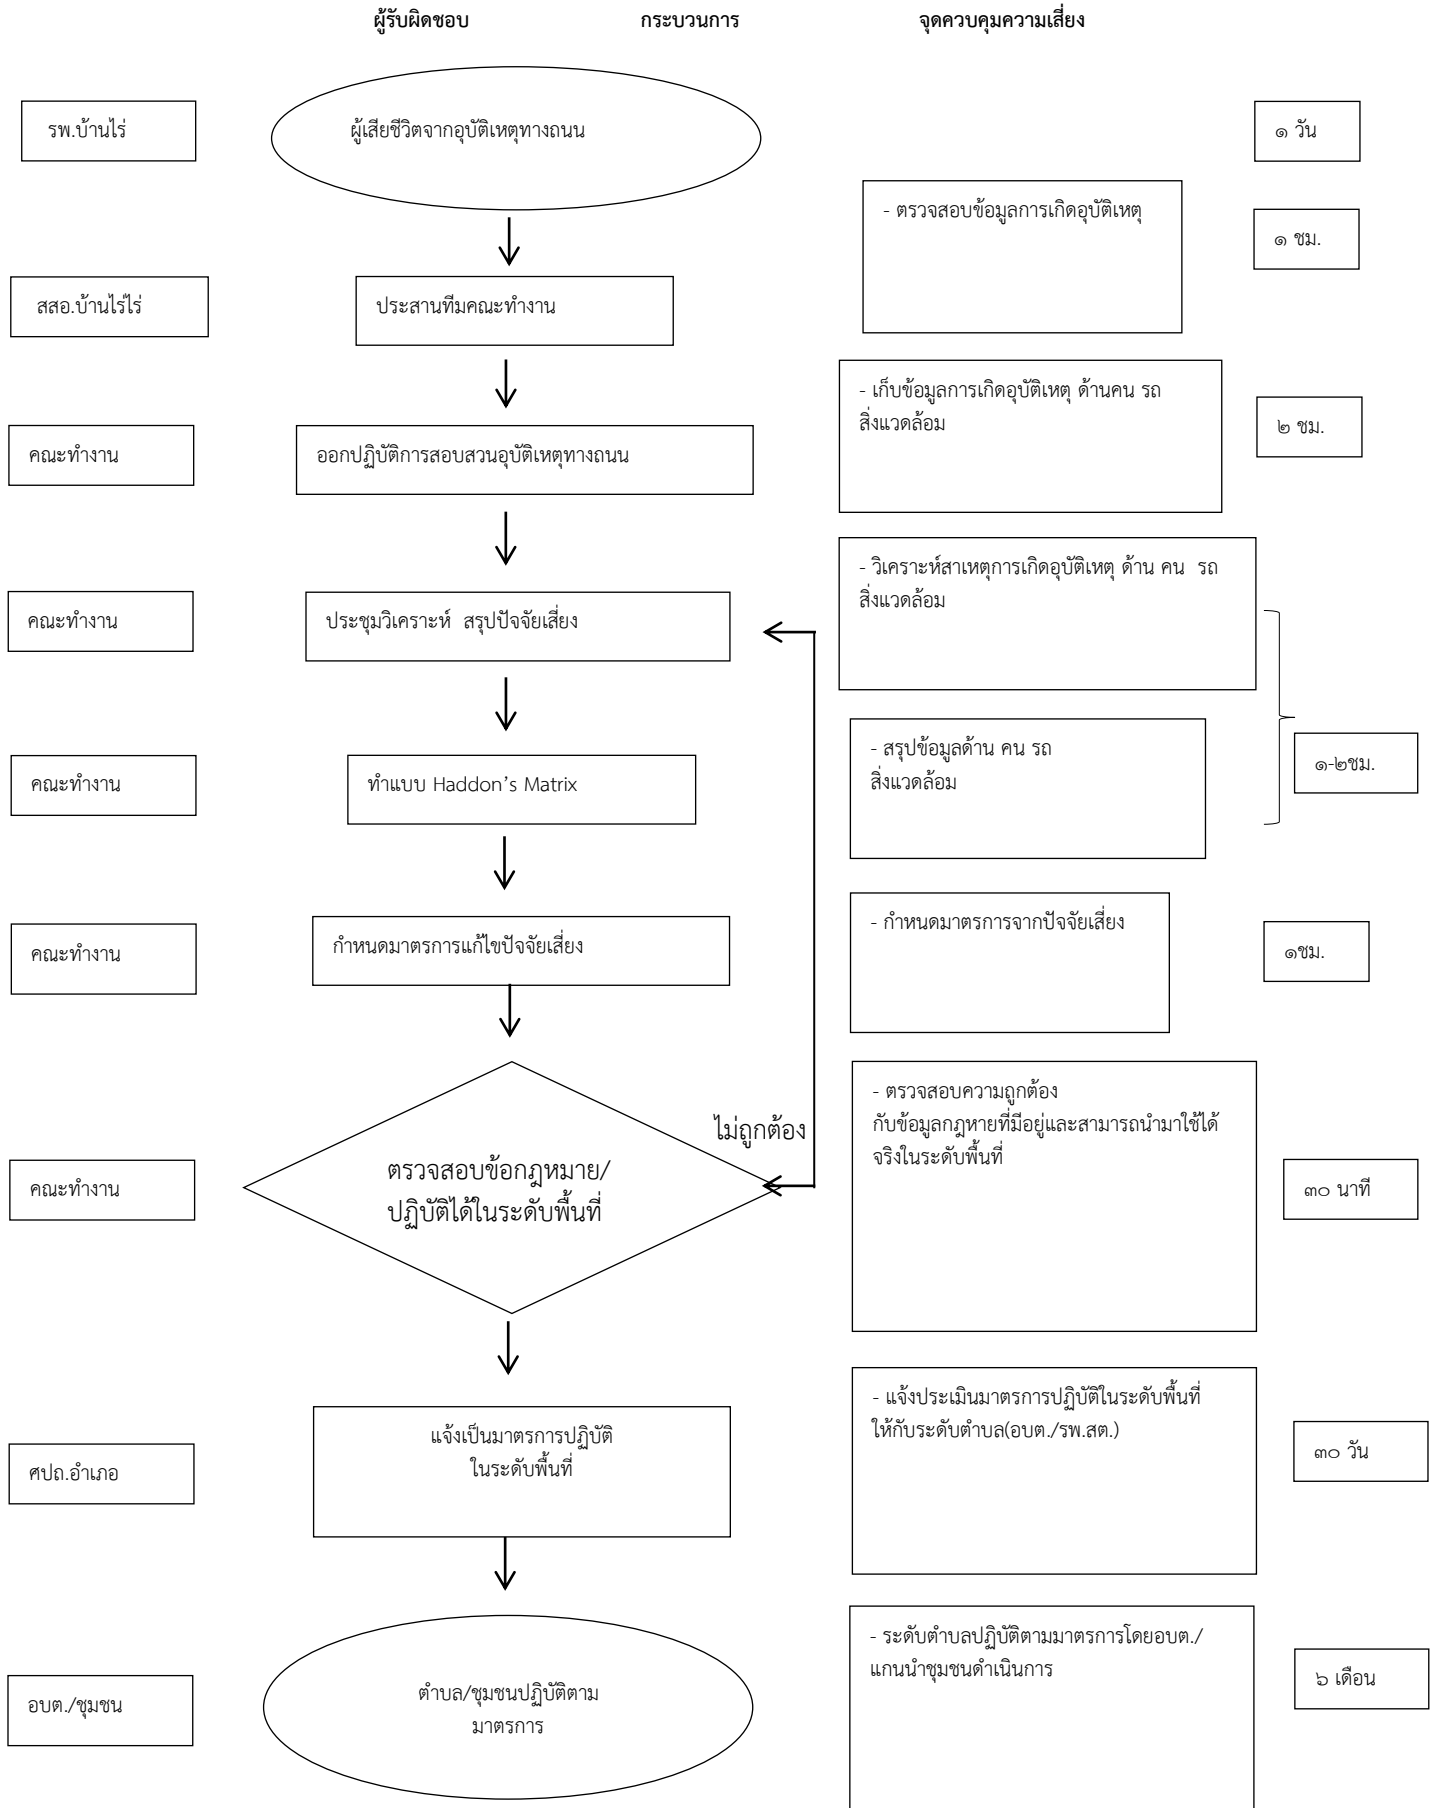 ผู้รับผิดชอบ กระบวนการ จุดควบคุมความเสี่ยง
รพ.บ้านไร่
ผู้เสียชีวิตจากอุบัติเหตุทางถนน
๑ วัน
- ตรวจสอบข้อมูลการเกิดอุบัติเหตุ
๑ ชม.
สสอ.บ้านไร่ไร่
ประสานทีมคณะทำงาน
- เก็บข้อมูลการเกิดอุบัติเหตุ ด้านคน รถ
สิ่งแวดล้อม
๒ ชม.
คณะทำงาน
ออกปฏิบัติการสอบสวนอุบัติเหตุทางถนน
- วิเคราะห์สาเหตุการเกิดอุบัติเหตุ ด้าน คน รถ
สิ่งแวดล้อม
คณะทำงาน
ประชุมวิเคราะห์ สรุปปัจจัยเสี่ยง
- สรุปข้อมูลด้าน คน รถ
สิ่งแวดล้อม
๑-๒ชม.
คณะทำงาน
ทำแบบ Haddon’s Matrix
- กำหนดมาตรการจากปัจจัยเสี่ยง
๑ชม.
คณะทำงาน
กำหนดมาตรการแก้ไขปัจจัยเสี่ยง
ไม่ถูกต้อง
- ตรวจสอบความถูกต้อง
กับข้อมูลกฎหายที่มีอยู่และสามารถนำมาใช้ได้
จริงในระดับพื้นที่
คณะทำงาน
ตรวจสอบข้อกฎหมาย/
ปฏิบัติได้ในระดับพื้นที่
๓๐ นาที
- แจ้งประเมินมาตรการปฏิบัติในระดับพื้นที่
ให้กับระดับตำบล(อบต./รพ.สต.)
ศปถ.อำเภอ
แจ้งเป็นมาตรการปฏิบัติ
ในระดับพื้นที่
๓๐ วัน
- ระดับตำบลปฏิบัติตามมาตรการโดยอบต./
แกนนำชุมชนดำเนินการ
อบต./ชุมชน
ตำบล/ชุมชนปฏิบัติตาม
มาตรการ
๖ เดือน